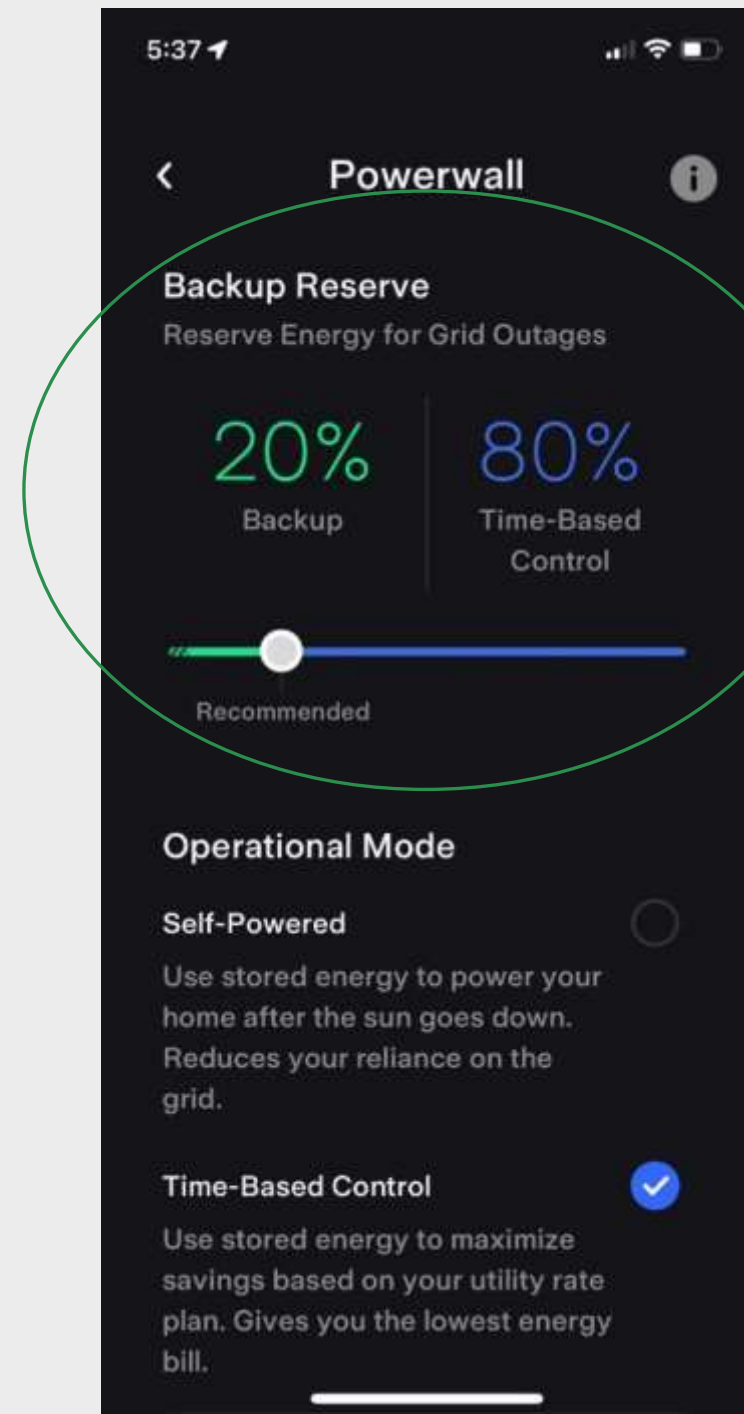 5:37
Powerwall
Backup Reserve
Reserve Energy for Grid Outages
20% 80%
Backup Time-Based
Control
Recommended
Operational Mode
Self-Powered
Use stored energy to power your
home after the sun goes down.
Reduces your reliance on the
grid.
Time-Based Control
Use stored energy to maximize
savings based on your utility rate
plan. Gives you the lowest energy
bill.